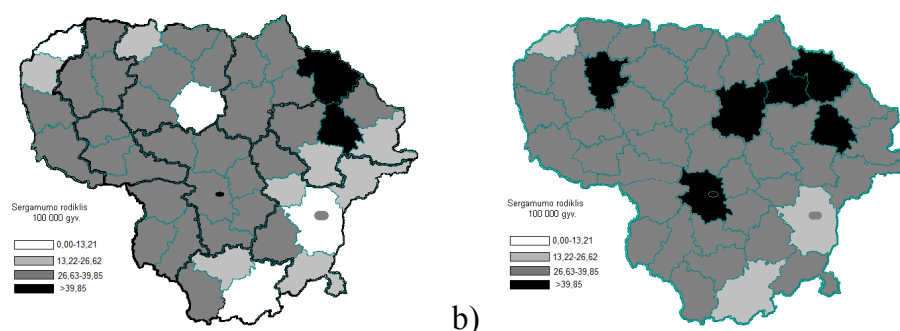 Sergamumo rodiklis
100 000 gyv.
0,00-13,21
13,22-26,62
26,63-39,85
>39,85
b)
Sergamumo rodiklis
100 000 gyv.
0,00-13,21
13,22-26,62
26,63-39,85
>39,85